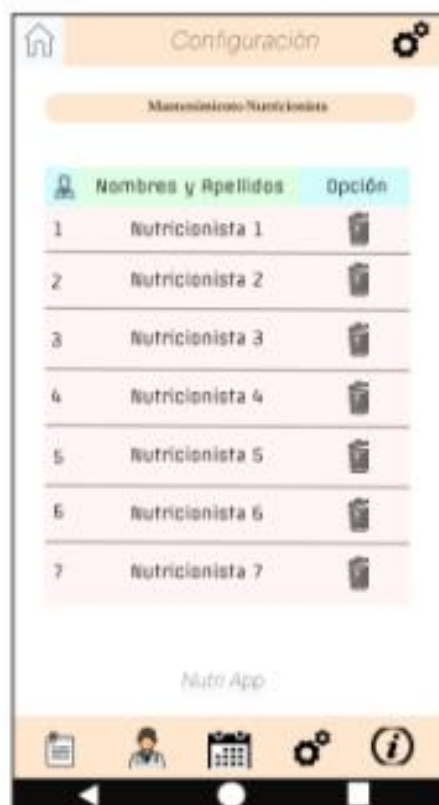 Configuración
Mantenimiento Nutricionista
Nombres y Apellidos Opción
1 Nutricionista 1
2 Nutricionista 2
3 Nutricionista 3
4 Nutricionista 4
5 Nutricionista 5
6 Nutricionista 6
7 Nutricionista 7
Nutri App